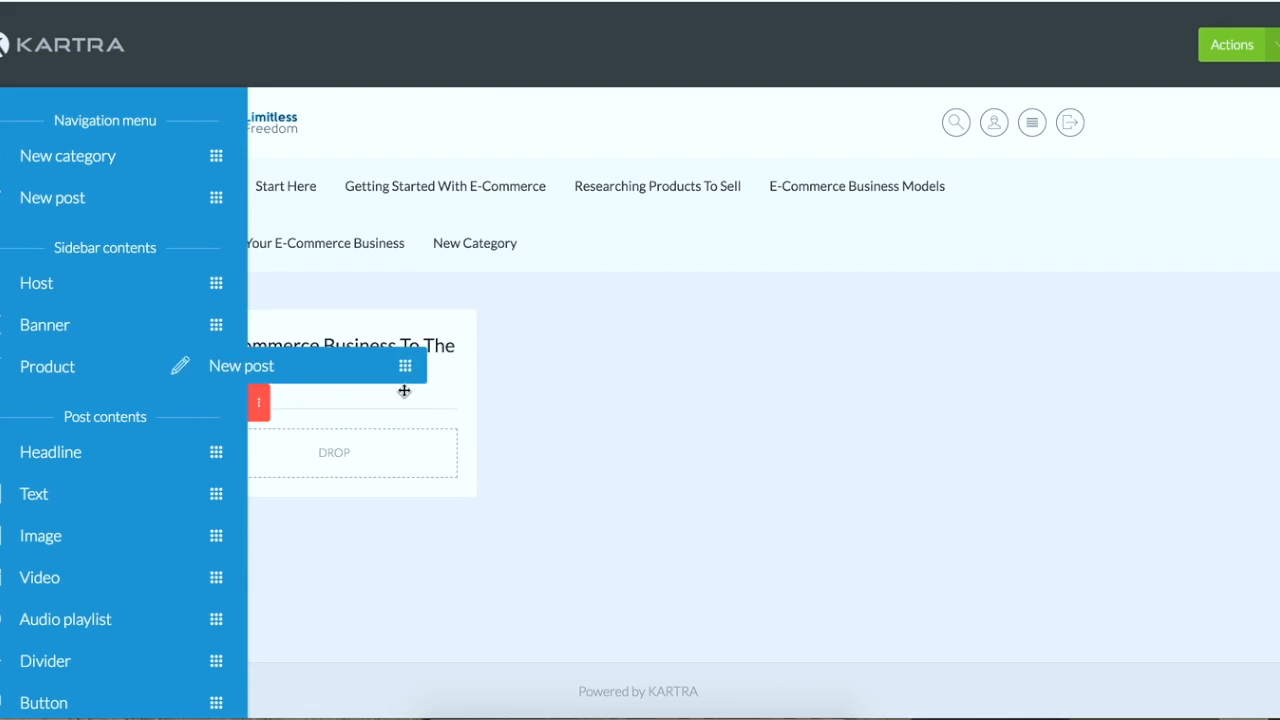 KARTRA
Actions
Navigation menu
New category
New post
Sidebar contents
Host
Banner
Product
Post contents
Headline
Text
Image
Video
Audio playlist
Divider
Button
Limitless
Freedom
Start Here
Getting Started With E-Commerce
Researching Products To Sell
E-Commerce Business Models
Your E-Commerce Business
New Category
Business To The
New post
DROP
Powered by KARTRA